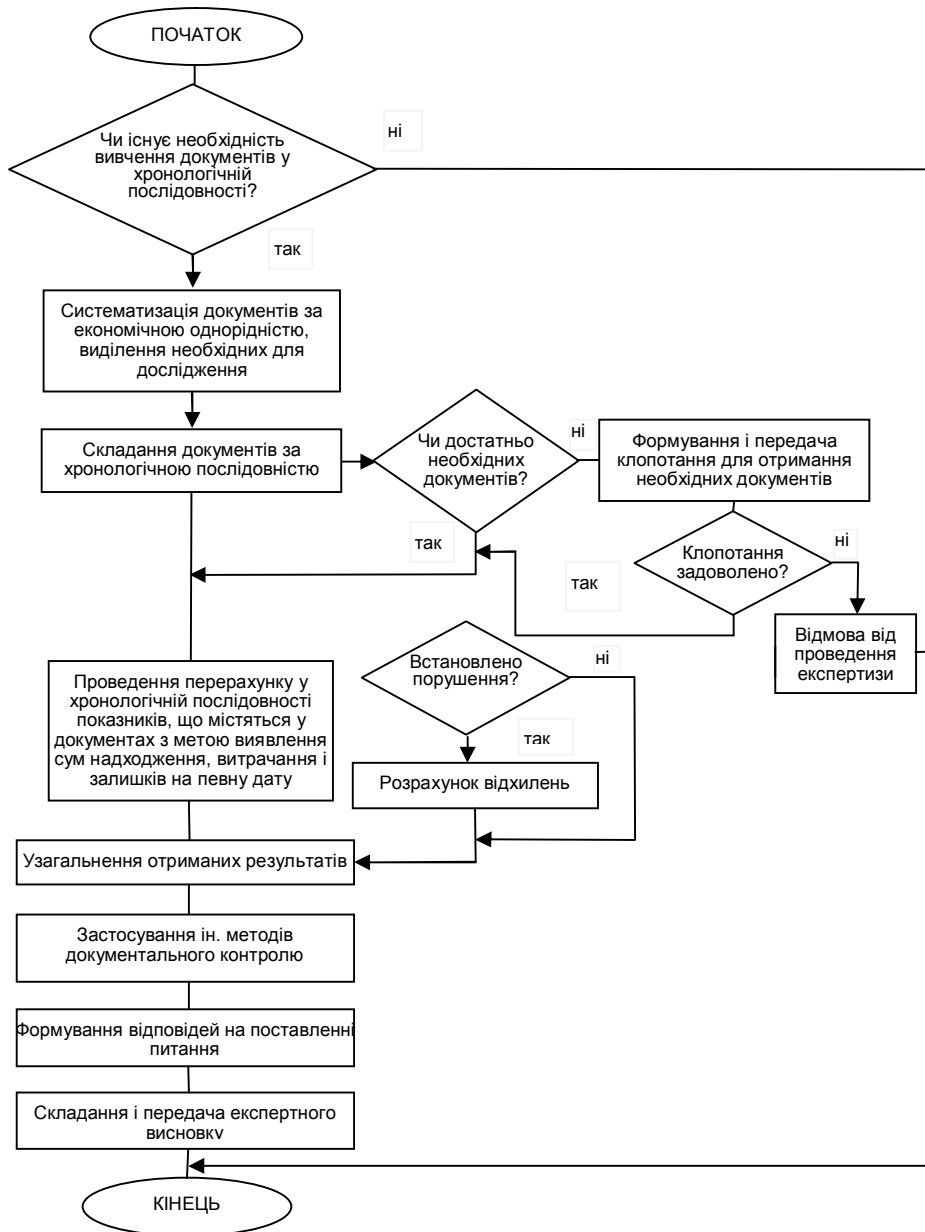 ПОЧАТОК
Чи існує необхідність
вивчення документів у
хронологічній
послідовності?
ні
так
Систематизація документів за
економічною однорідністю,
виділення необхідних для
дослідження
Складання документів за
хронологічною послідовністю
Чи достатньо
необхідних
документів?
ні
Формування і передача
клопотання для отримання
необхідних документів
так
Клопотання
задоволено?
ні
так
Відмова від
проведення
експертизи
Проведення перерахунку у
хронологічній послідовності
показників, що містяться у
документах з метою виявлення
сум надходження, витрачання і
залишків на певну дату
Встановлено
порушення?
ні
так
Розрахунок відхилень
Узагальнення отриманих результатів
Застосування ін. методів
документального контролю
Формування відповідей на поставленні
питання
Складання і передача експертного
висновку
КІНЕЦЬ